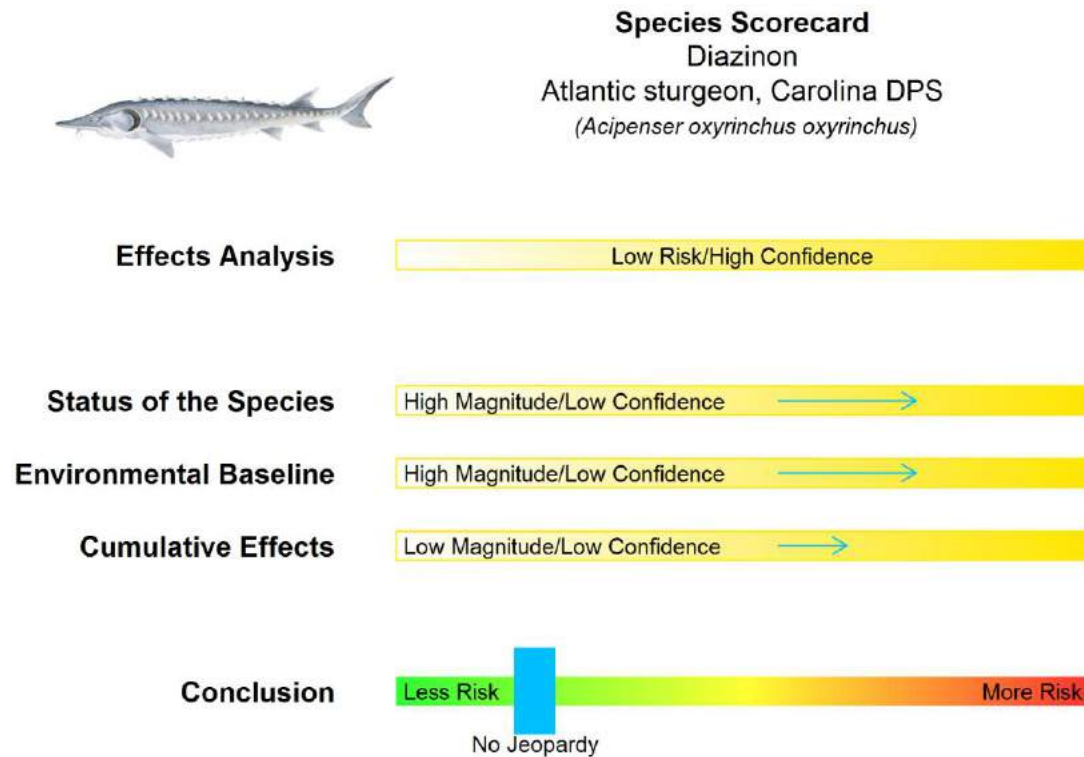 Species Scorecard
Diazinon
Atlantic sturgeon, Carolina DPS
(Acipenser oxyrinchus oxyrinchus)
Effects Analysis
Low Risk/High Confidence
Status of the Species
High Magnitude/Low Confidence
Environmental Baseline
High Magnitude/Low Confidence
Cumulative Effects
Low Magnitude/Low Confidence
Conclusion
Less Risk
More Risk
No Jeopardy